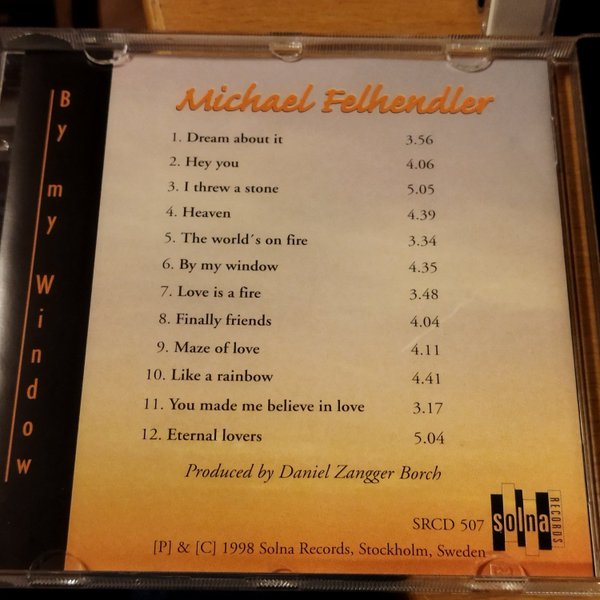 By my Window
Michael Felhendler
1. Dream about it 3.56
2. Hey you 4.06
3. I threw a stone 5.05
4. Heaven 4.39
5. The world´s on fire 3.34
6. By my window 4.35
7. Love is a fire 3.48
8. Finally friends 4.04
9. Maze of love 4.11
10. Like a rainbow 4.41
11. You made me believe in love 3.17
12. Eternal lovers 5.04
Produced by Daniel Zangger Borch
SRCD 507
solna
RECORDS
[P] & [C] 1998 Solna Records, Stockholm, Sweden